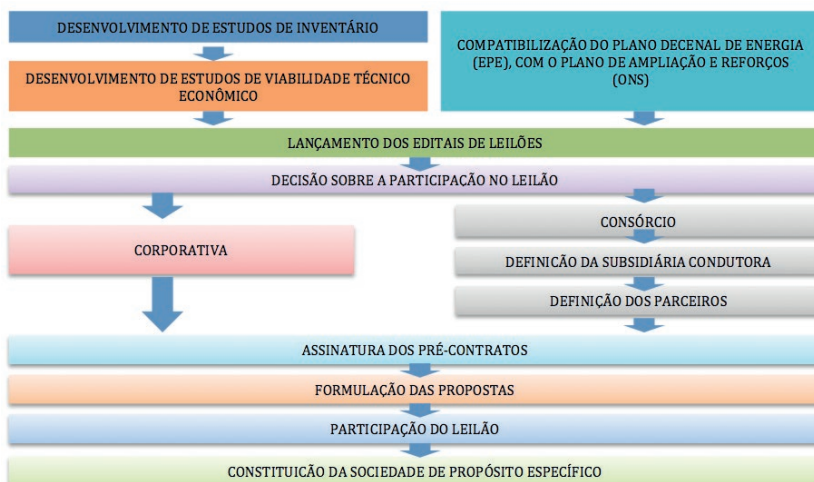 DESENVOLVIMENTO DE ESTUDOS DE INVENTÁRIO
DESENVOLVIMENTO DE ESTUDOS DE VIABILIDADE TÉCNICO
ECONÔMICO
COMPATIBILIZAÇÃO DO PLANO DECENAL DE ENERGIA
(EPE), COM O PLANO DE AMPLIAÇÃO E REFORÇOS
(ONS)
LANÇAMENTO DOS EDITAIS DE LEILÕES
DECISÃO SOBRE A PARTICIPAÇÃO NO LEILÃO
CORPORATIVA
CONSÓRCIO
DEFINICÃO DA SUBSIDIÁRIA CONDUTORA
DEFINIÇÃO DOS PARCEIROS
ASSINATURA DOS PRÉ-CONTRATOS
FORMULAÇÃO DAS PROPOSTAS
PARTICIPAÇÃO DO LEILÃO
CONSTITUICÃO DA SOCIEDADE DE PROPÓSITO ESPECÍFICO